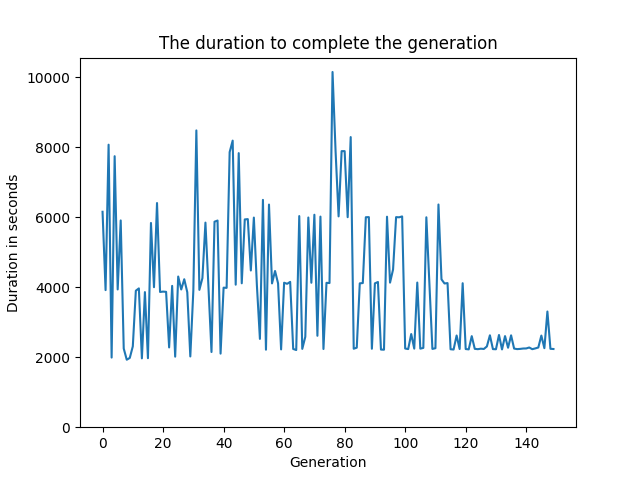 The duration to complete the generation
10000
8000
6000
4000
2000
0
Duration in seconds
0 20 40 60 80 100 120 140
Generation